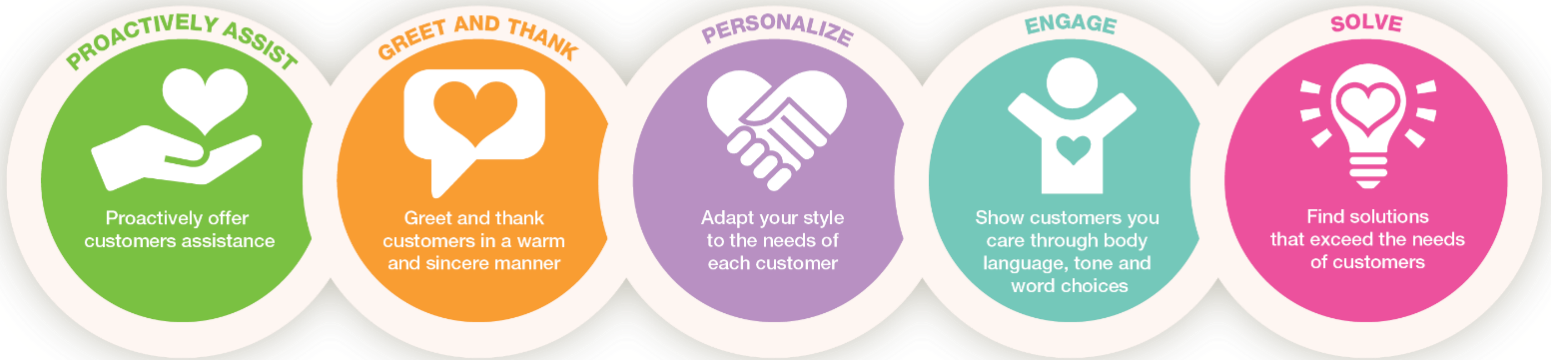 PROACTIVELY ASSIST
Proactively offer
customers assistance
GREET AND THANK
Greet and thank
customers in a warm
and sincere manner
PERSONALIZE
Adapt your style
to the needs of
each customer
ENGAGE
Show customers you
care through body
language, tone and
word choices
SOLVE
Find solutions
that exceed the needs
of customers